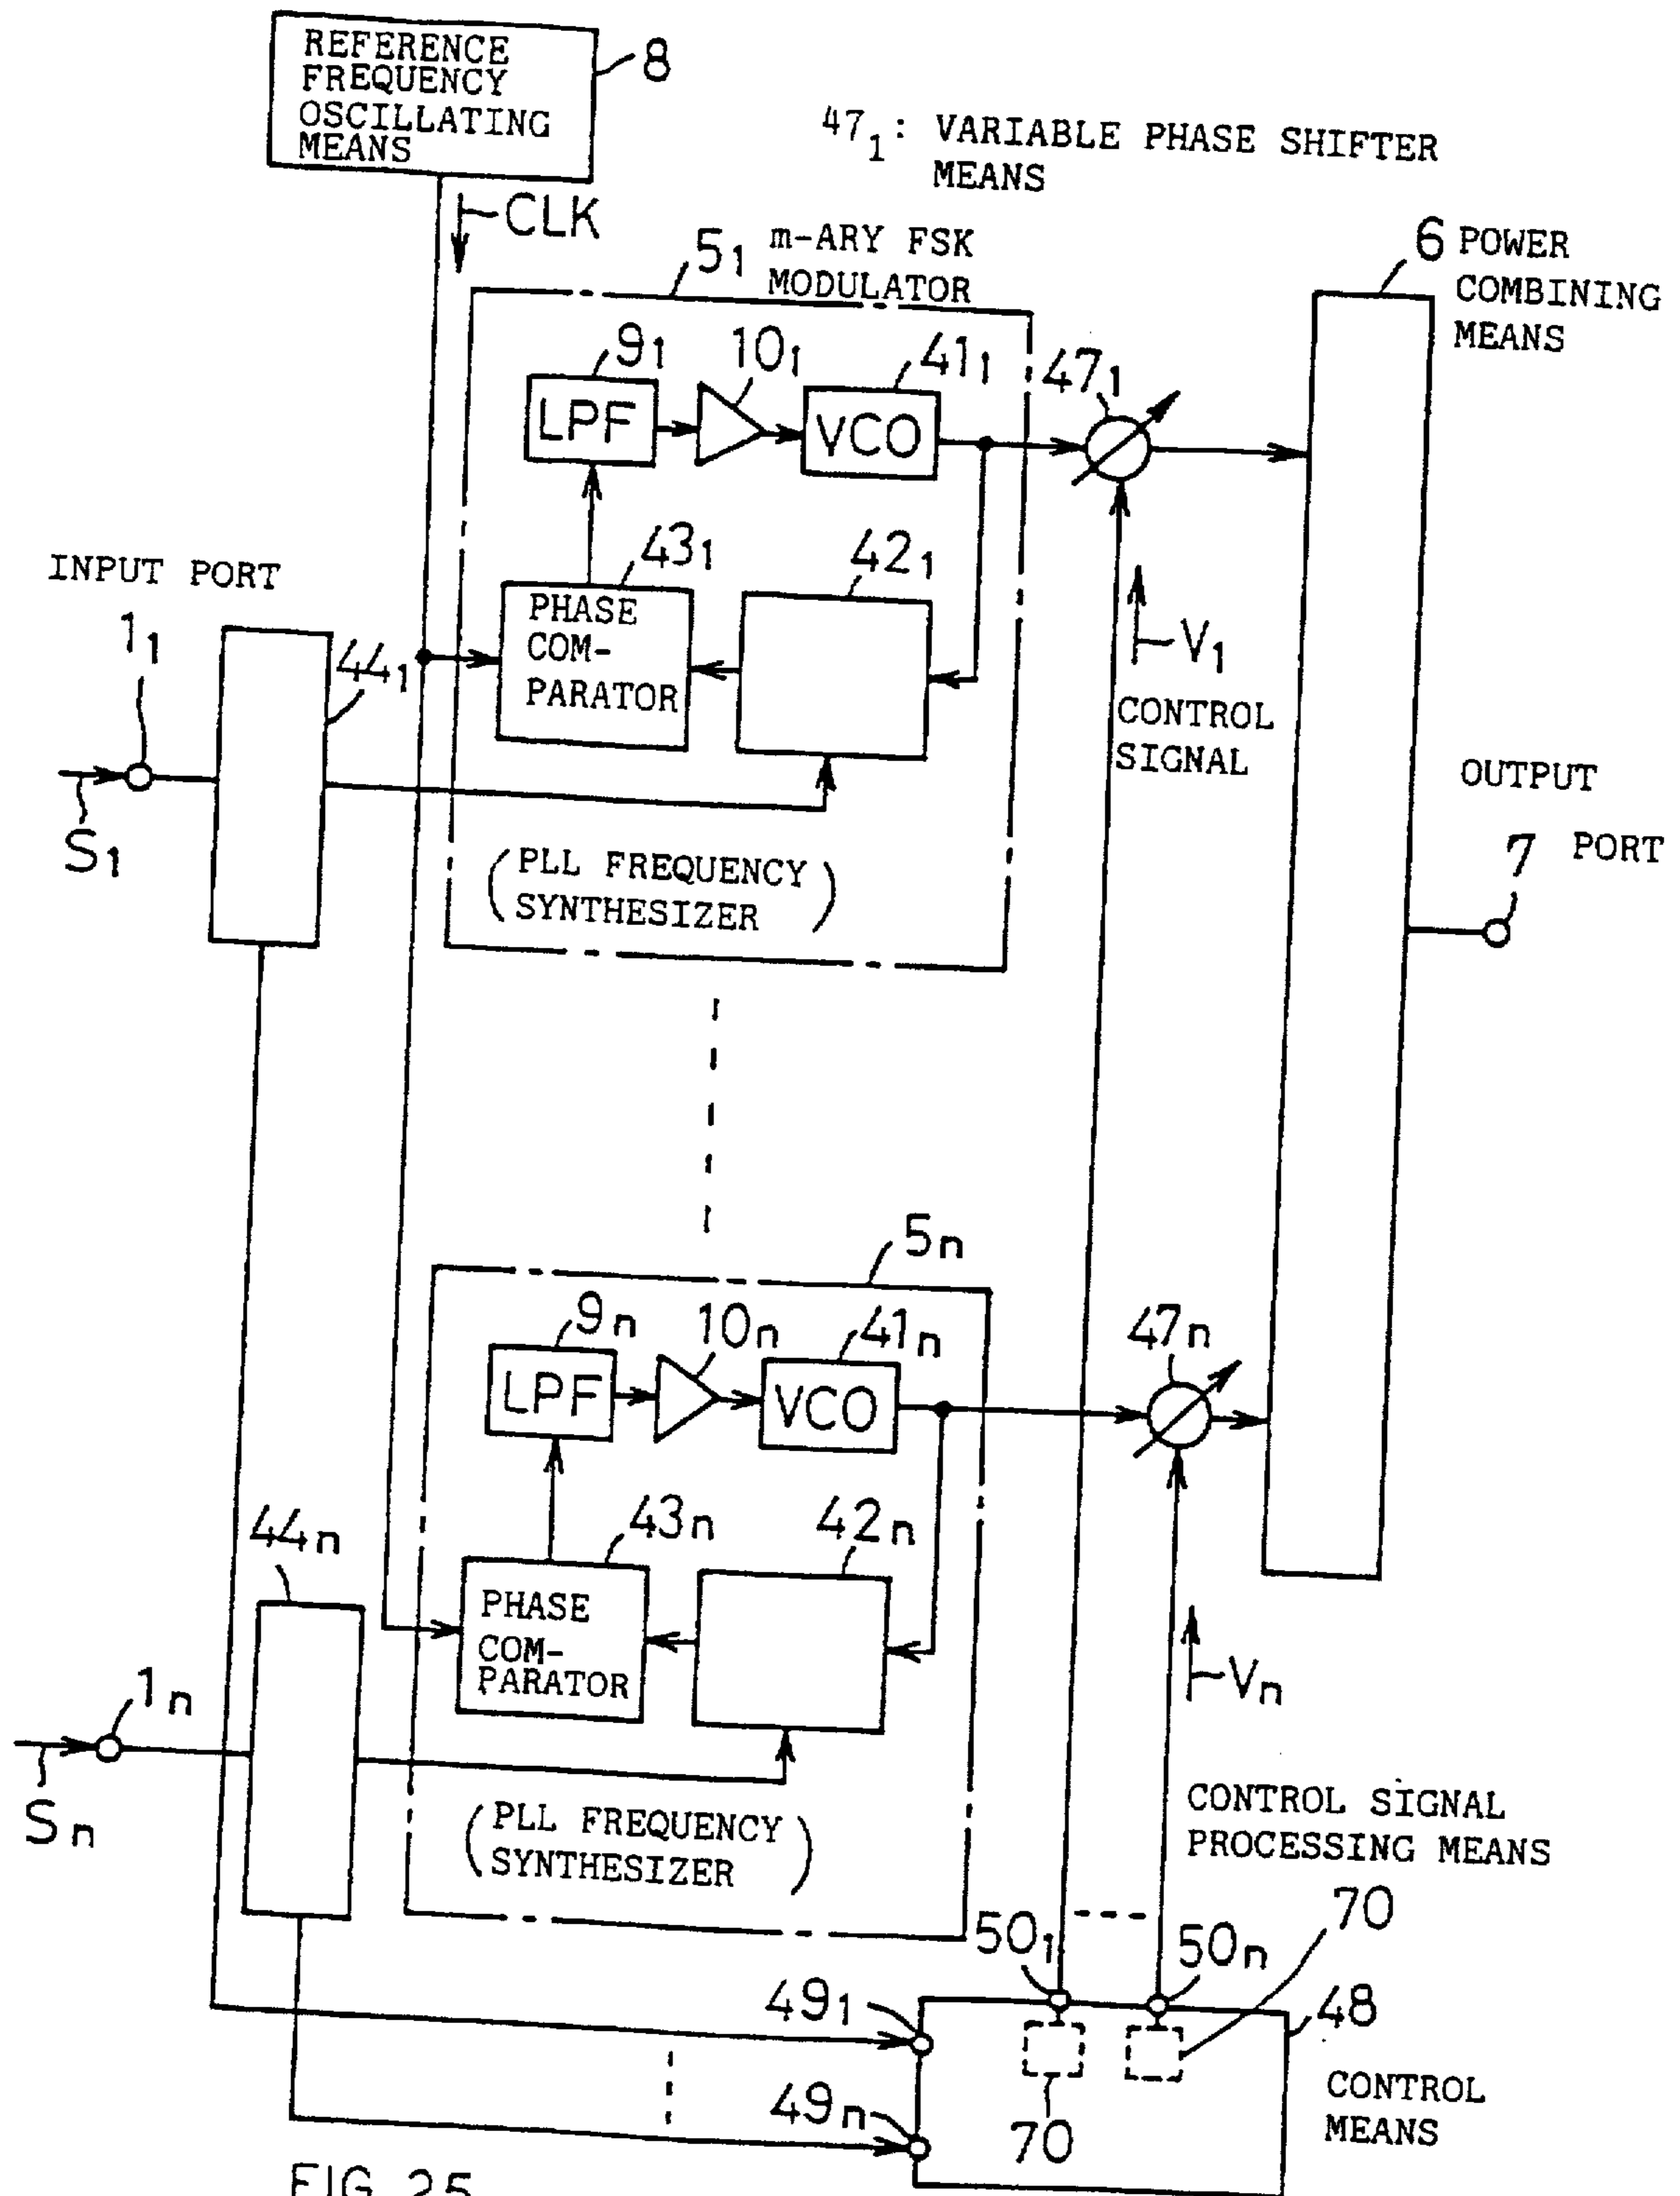 REFERENCE
FREQUENCY
OSCILLATING
MEANS
8
47₁: VARIABLE PHASE SHIFTER
MEANS
CLK
5₁ m-ARY FSK
MODULATOR
6 POWER
COMBINING
MEANS
9₁
10₁
41₁
47₁
LPF
VCO
INPUT PORT
43₁
42₁
1₁
44₁
PHASE
COM-
PARATOR
V₁
CONTROL
SIGNAL
S₁
OUTPUT
7 PORT
(PLL FREQUENCY
SYNTHESIZER)
5n
9n
10n
41n
47n
LPF
VCO
44n
43n
42n
PHASE
COM-
PARATOR
1n
Vn
Sn
(PLL FREQUENCY
SYNTHESIZER)
CONTROL SIGNAL
PROCESSING MEANS
50₁
50n
70
49₁
48
49n
70
CONTROL
MEANS
FIG. 25